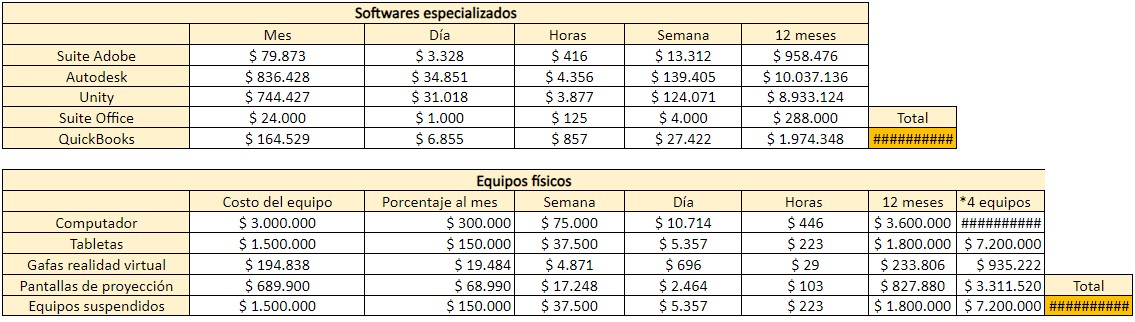 Softwares especializados
Mes Día Horas Semana 12 meses
Suite Adobe $ 79.873 $ 3.328 $ 416 $ 13.312 $ 958.476
Autodesk $ 836.428 $ 34.851 $ 4.356 $ 139.405 $ 10.037.136
Unity $ 744.427 $ 31.018 $ 3.877 $ 124.071 $ 8.933.124
Suite Office $ 24.000 $ 1.000 $ 125 $ 4.000 $ 288.000 Total
QuickBooks $ 164.529 $ 6.855 $ 857 $ 27.422 $ 1.974.348 ##########
Equipos físicos
Costo del equipo Porcentaje al mes Semana Día Horas 12 meses *4 equipos
Computador $ 3.000.000 $ 300.000 $ 75.000 $ 10.714 $ 446 $ 3.600.000 ##########
Tabletas $ 1.500.000 $ 150.000 $ 37.500 $ 5.357 $ 223 $ 1.800.000 $ 7.200.000
Gafas realidad virtual $ 194.838 $ 19.484 $ 4.871 $ 696 $ 29 $ 233.806 $ 935.222
Pantallas de proyección $ 689.900 $ 68.990 $ 17.248 $ 2.464 $ 103 $ 827.880 $ 3.311.520 Total
Equipos suspendidos $ 1.500.000 $ 150.000 $ 37.500 $ 5.357 $ 223 $ 1.800.000 $ 7.200.000 ##########